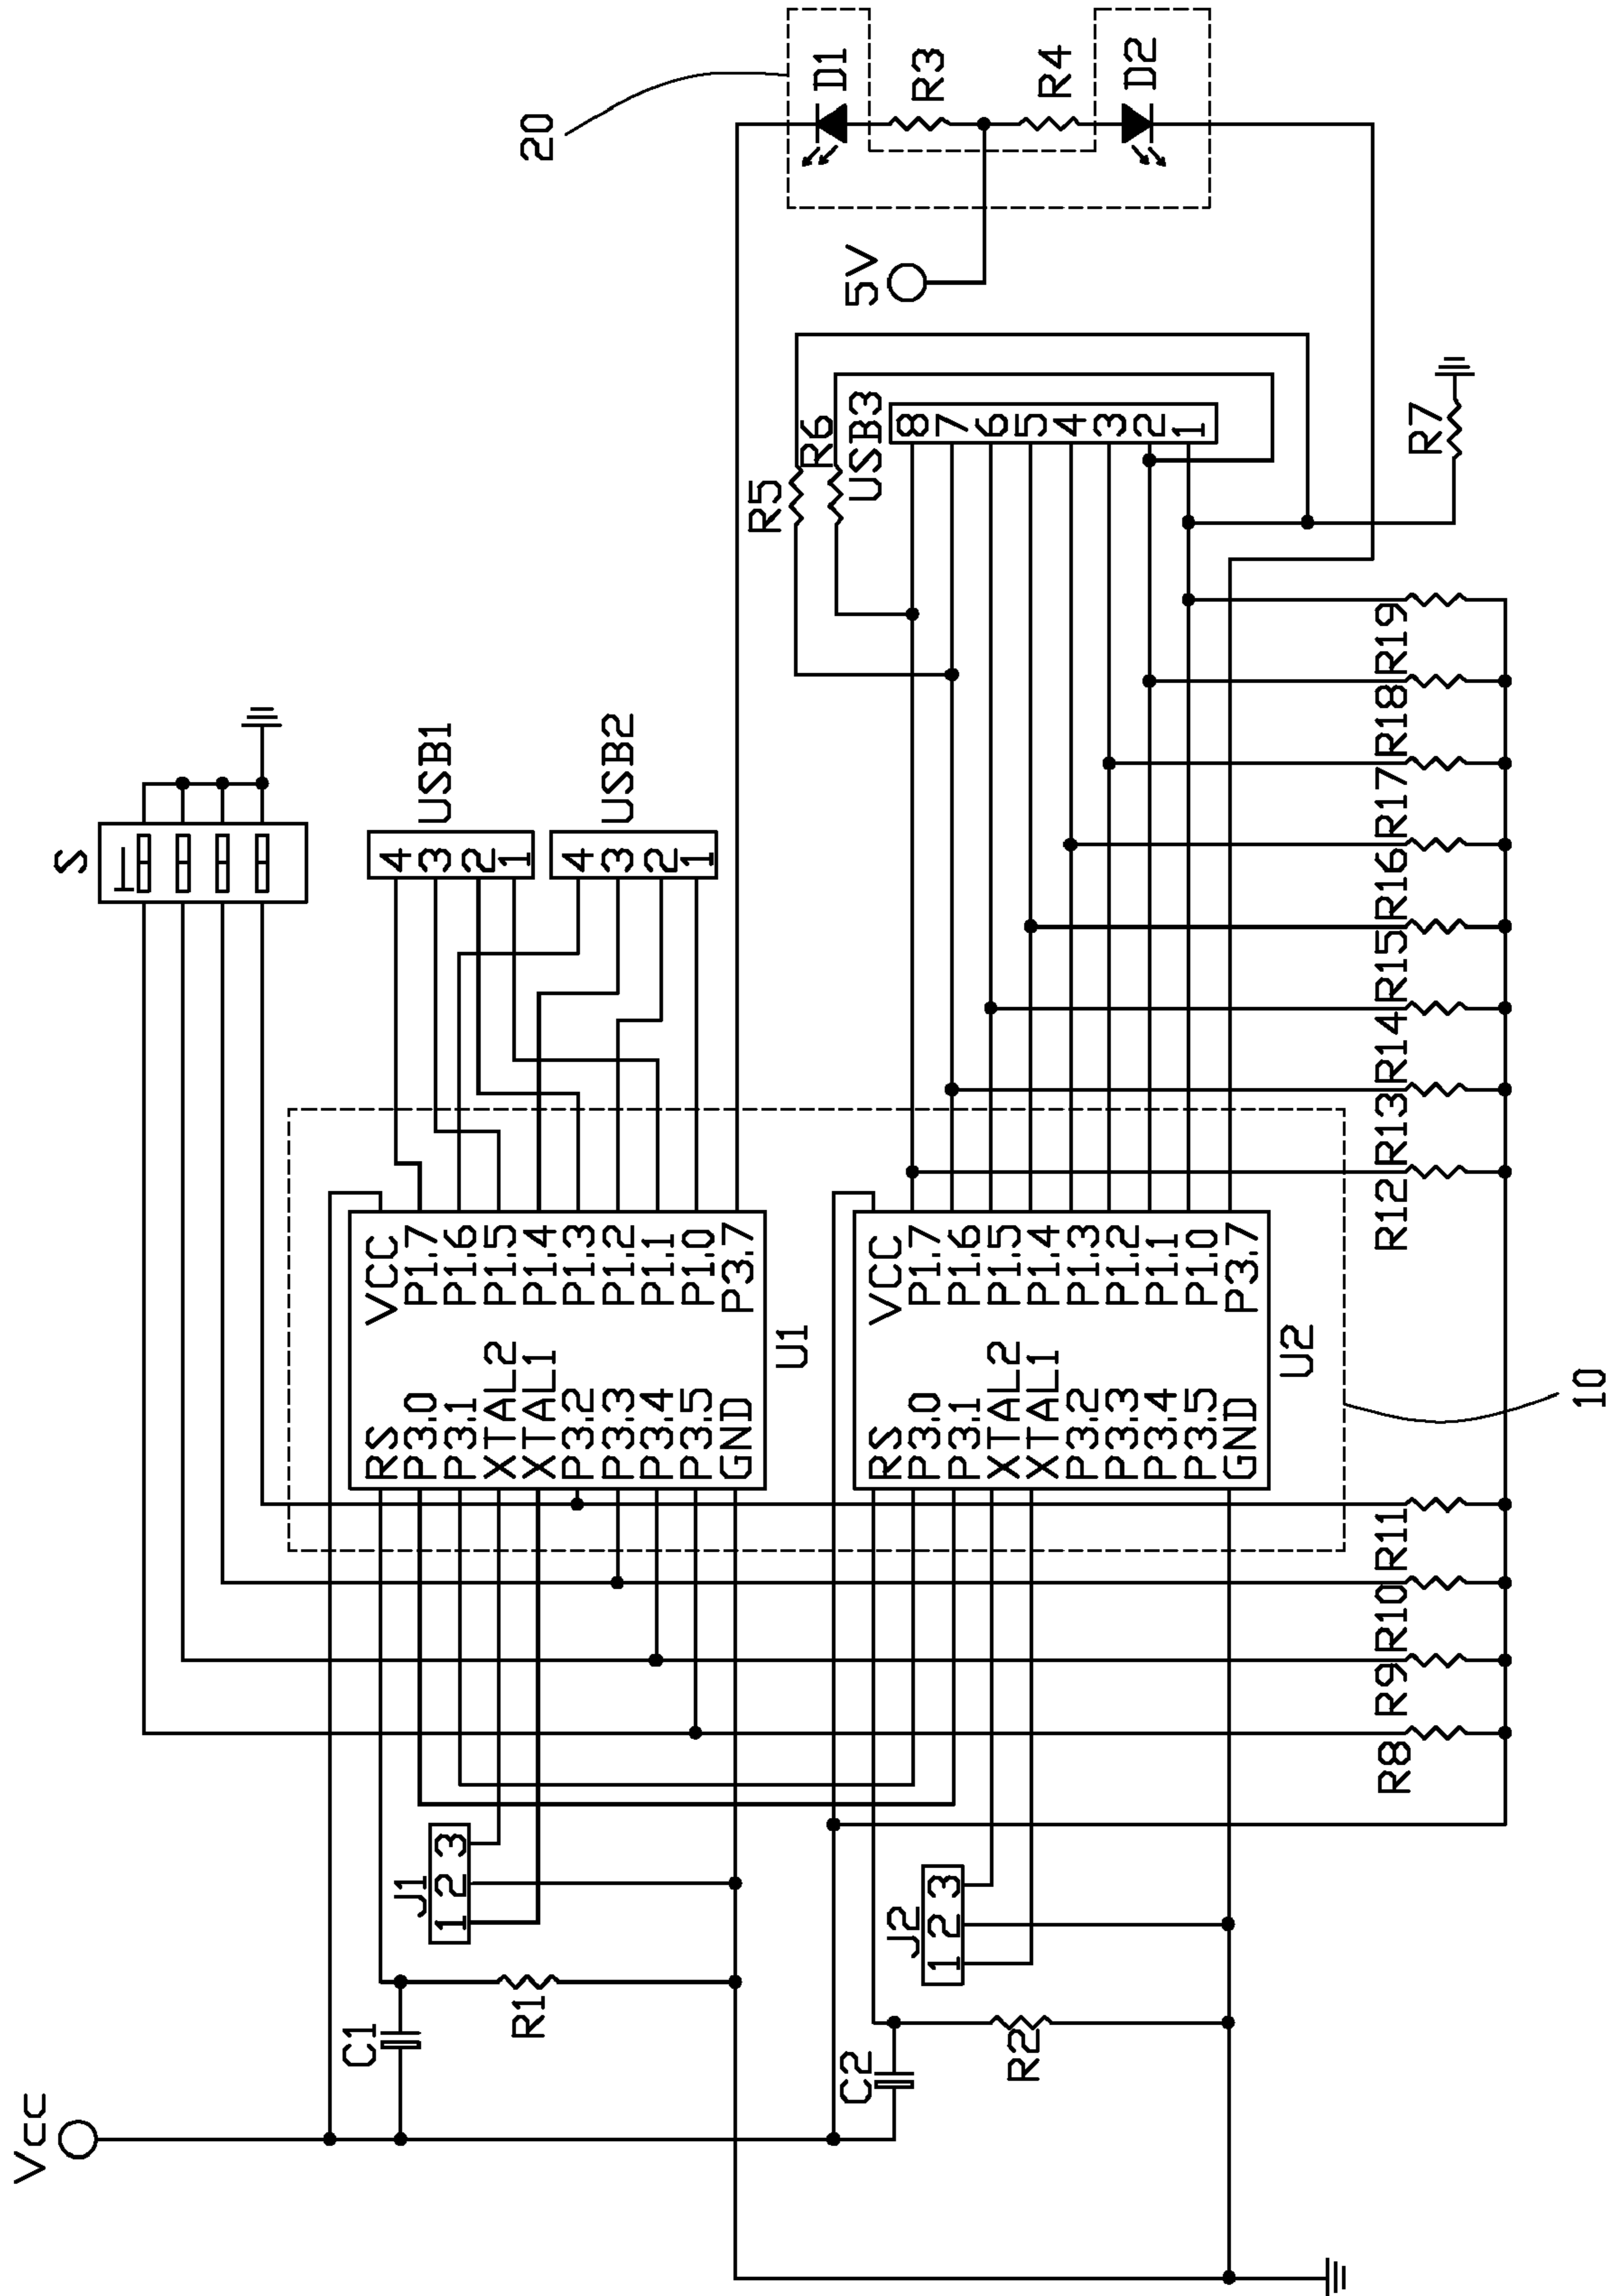 Vcc
C1
R1
J1
1 2 3
C2
R2
J2
1 2 3
S
RS
P3.0
P3.1
XTAL2
XTAL1
P3.2
P3.3
P3.4
P3.5
GND
VCC
P1.7
P1.6
P1.5
P1.4
P1.3
P1.2
P1.1
P1.0
P3.7
U1
RS
P3.0
P3.1
XTAL2
XTAL1
P3.2
P3.3
P3.4
P3.5
GND
VCC
P1.7
P1.6
P1.5
P1.4
P1.3
P1.2
P1.1
P1.0
P3.7
U2
10
4
3
2
1
USB1
4
3
2
1
USB2
R5
R6
USB3
8
7
6
5
4
3
2
1
R7
5V
20
D1
R3
R4
D2
R8
R9
R10
R11
R12
R13
R14
R15
R16
R17
R18
R19